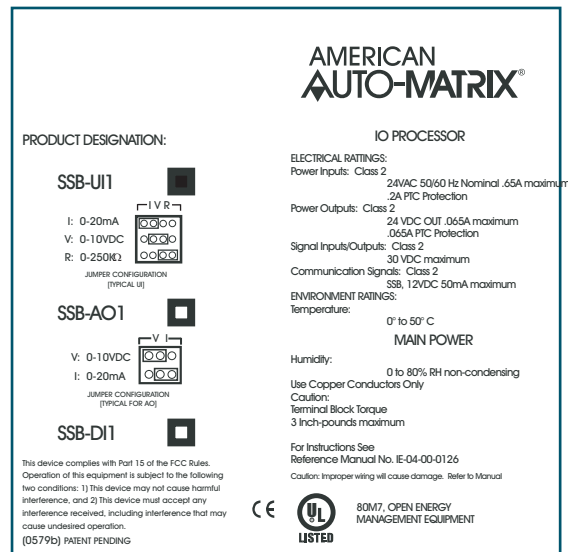 AMERICAN
AUTO-MATRIX®
PRODUCT DESIGNATION:
SSB-UI1
I V R
I: 0-20mA
V: 0-10VDC
R: 0-250KΩ
JUMPER CONFIGURATION
(TYPICAL UI)
SSB-AO1
V I
V: 0-10VDC
I: 0-20mA
JUMPER CONFIGURATION
(TYPICAL FOR AO)
SSB-DI1
This device complies with Part 15 of the FCC Rules.
Operation of this equipment is subject to the following
two conditions: 1) This device may not cause harmful
interference, and 2) This device must accept any
interference received, including interference that may
cause undesired operation.
(0579b) PATENT PENDING
IO PROCESSOR
ELECTRICAL RATTINGS:
Power Inputs: Class 2
24VAC 50/60 Hz Nominal .65A maximum
.2A PTC Protection
Power Outputs: Class 2
24 VDC OUT .065A maximum
.065A PTC Protection
Signal Inputs/Outputs: Class 2
30 VDC maximum
Communication Signals: Class 2
SSB, 12VDC 50mA maximum
ENVIRONMENT RATINGS:
Temperature:
0° to 50° C
MAIN POWER
Humidity:
0 to 80% RH non-condensing
Use Copper Conductors Only
Caution:
Terminal Block Torque
3 Inch-pounds maximum
For Instructions See
Reference Manual No. IE-04-00-0126
Caution: Improper wiring will cause damage. Refer to Manual
CE
UL
LISTED
80M7, OPEN ENERGY
MANAGEMENT EQUIPMENT